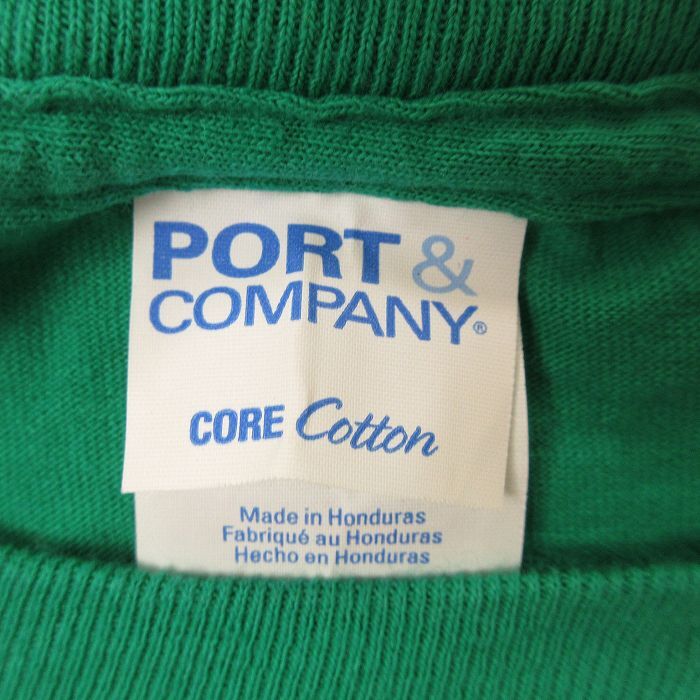 PORT &
COMPANY®
CORE Cotton
Made in Honduras
Fabriqué au Honduras
Hecho en Honduras